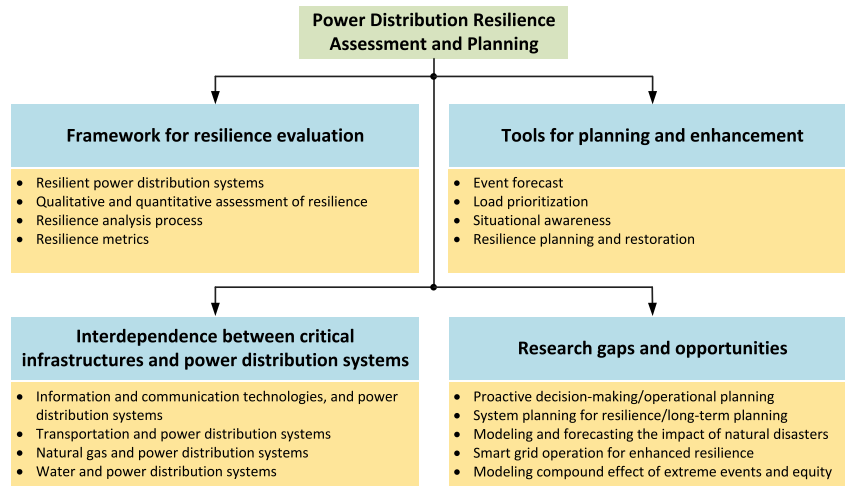 Power Distribution Resilience
Assessment and Planning
Framework for resilience evaluation
• Resilient power distribution systems
• Qualitative and quantitative assessment of resilience
• Resilience analysis process
• Resilience metrics
Tools for planning and enhancement
• Event forecast
• Load prioritization
• Situational awareness
• Resilience planning and restoration
Interdependence between critical
infrastructures and power distribution systems
• Information and communication technologies, and power
distribution systems
• Transportation and power distribution systems
• Natural gas and power distribution systems
• Water and power distribution systems
Research gaps and opportunities
• Proactive decision-making/operational planning
• System planning for resilience/long-term planning
• Modeling and forecasting the impact of natural disasters
• Smart grid operation for enhanced resilience
• Modeling compound effect of extreme events and equity